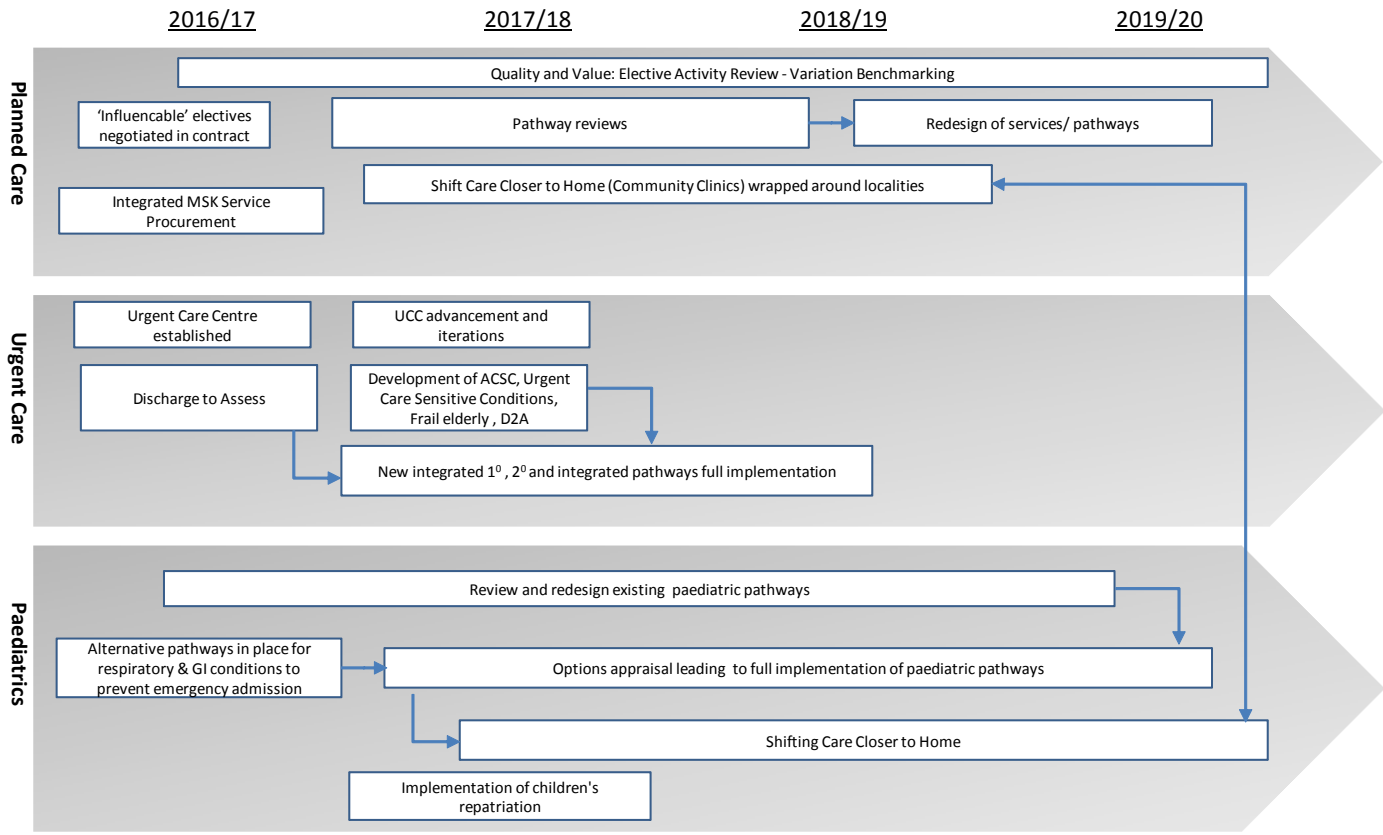 2016/17
2017/18
2018/19
2019/20
Planned Care
Quality and Value: Elective Activity Review - Variation Benchmarking
‘Influencable’ electives
negotiated in contract
Pathway reviews
Redesign of services/ pathways
Shift Care Closer to Home (Community Clinics) wrapped around localities
Integrated MSK Service
Procurement
Urgent Care
Urgent Care Centre
established
UCC advancement and
iterations
Discharge to Assess
Development of ACSC, Urgent
Care Sensitive Conditions,
Frail elderly , D2A
New integrated 1⁰ , 2⁰ and integrated pathways full implementation
Paediatrics
Review and redesign existing paediatric pathways
Alternative pathways in place for
respiratory & GI conditions to
prevent emergency admission
Options appraisal leading to full implementation of paediatric pathways
Shifting Care Closer to Home
Implementation of children's
repatriation